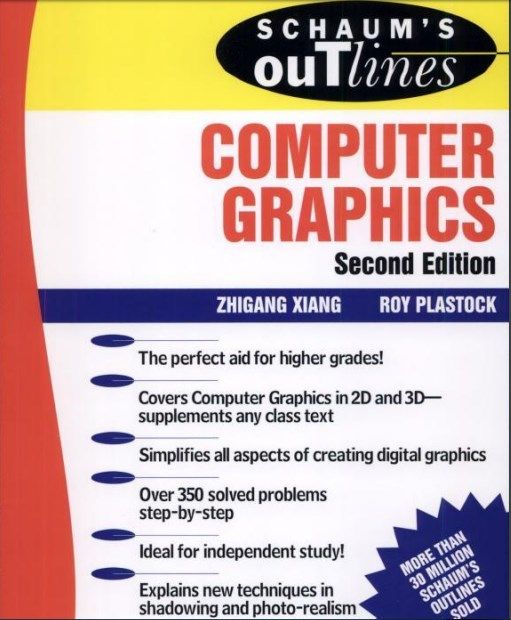 SCHAUM'S
ouTlines
COMPUTER
GRAPHICS
Second Edition
ZHIGANG XIANG ROY PLASTOCK
The perfect aid for higher grades!
Covers Computer Graphics in 2D and 3D—
supplements any class text
Simplifies all aspects of creating digital graphics
Over 350 solved problems
step-by-step
Ideal for independent study!
Explains new techniques in
shadowing and photo-realism
MORE THAN
30 MILLION
SCHAUM'S
OUTLINES
SOLD